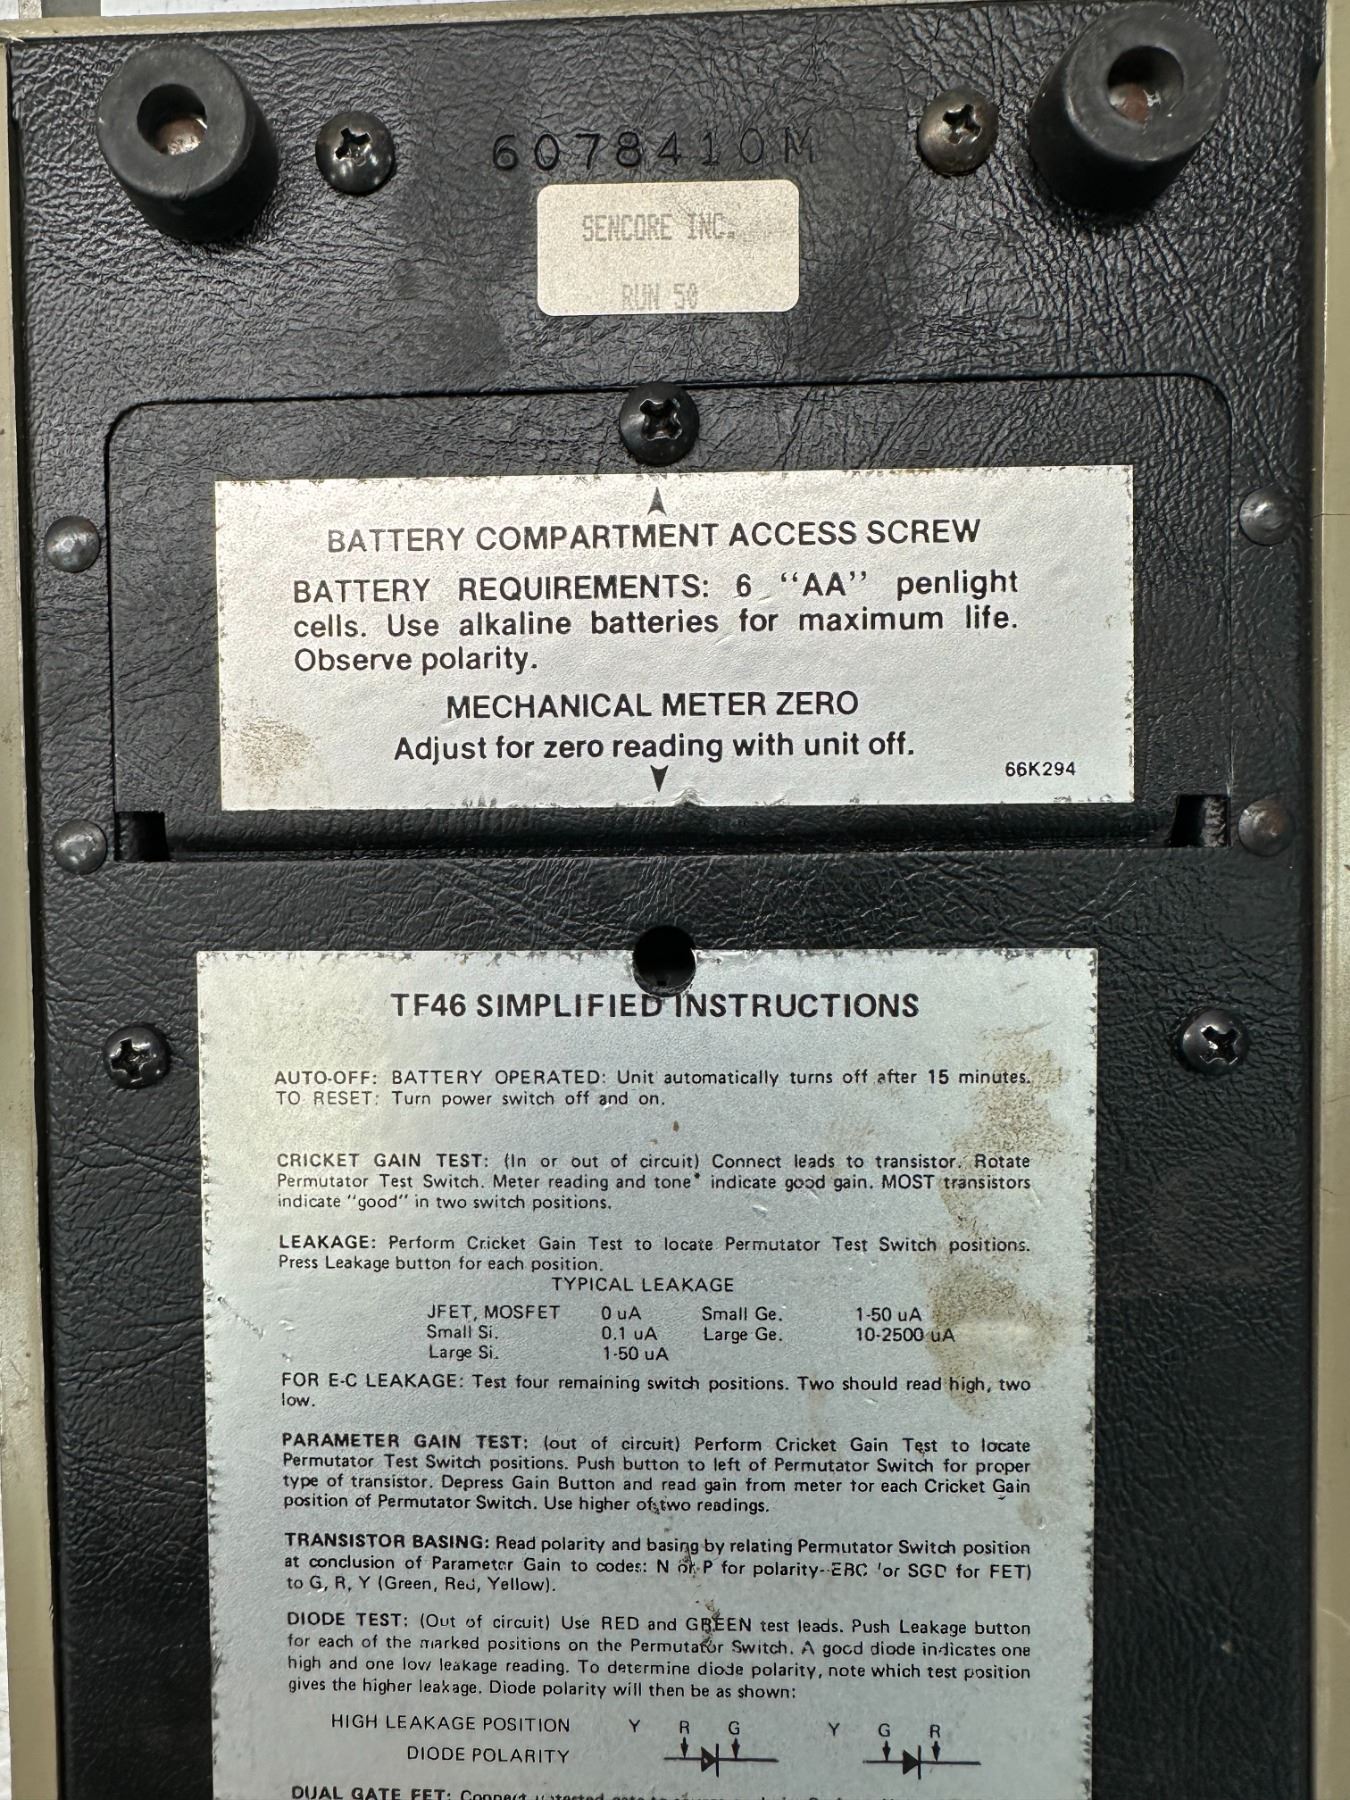 6078410M
SENCORE INC.
RUN 50
BATTERY COMPARTMENT ACCESS SCREW
BATTERY REQUIREMENTS: 6 "AA" penlight
cells. Use alkaline batteries for maximum life.
Observe polarity.
MECHANICAL METER ZERO
Adjust for zero reading with unit off.
66K294
TF46 SIMPLIFIED INSTRUCTIONS
AUTO-OFF: BATTERY OPERATED: Unit automatically turns off after 15 minutes.
TO RESET: Turn power switch off and on.
CRICKET GAIN TEST: (In or out of circuit) Connect leads to transistor. Rotate
Permutator Test Switch. Meter reading and tone* indicate good gain. MOST transistors
indicate "good" in two switch positions.
LEAKAGE: Perform Cricket Gain Test to locate Permutator Test Switch positions.
Press Leakage button for each position.
TYPICAL LEAKAGE
JFET, MOSFET 0 uA Small Ge. 1-50 uA
Small Si. 0.1 uA Large Ge. 10-2500 uA
Large Si. 1-50 uA
FOR E-C LEAKAGE: Test four remaining switch positions. Two should read high, two
low.
PARAMETER GAIN TEST: (out of circuit) Perform Cricket Gain Test to locate
Permutator Test Switch positions. Push button to left of Permutator Switch for proper
type of transistor. Depress Gain Button and read gain from meter for each Cricket Gain
position of Permutator Switch. Use higher of two readings.
TRANSISTOR BASING: Read polarity and basing by relating Permutator Switch position
at conclusion of Parameter Gain to codes: N or P for polarity--EBC (or SGD for FET)
to G, R, Y (Green, Red, Yellow).
DIODE TEST: (Out of circuit) Use RED and GREEN test leads. Push Leakage button
for each of the marked positions on the Permutator Switch. A good diode indicates one
high and one low leakage reading. To determine diode polarity, note which test position
gives the higher leakage. Diode polarity will then be as shown:
HIGH LEAKAGE POSITION Y R G Y G R
DIODE POLARITY
DUAL GATE FET: Connect